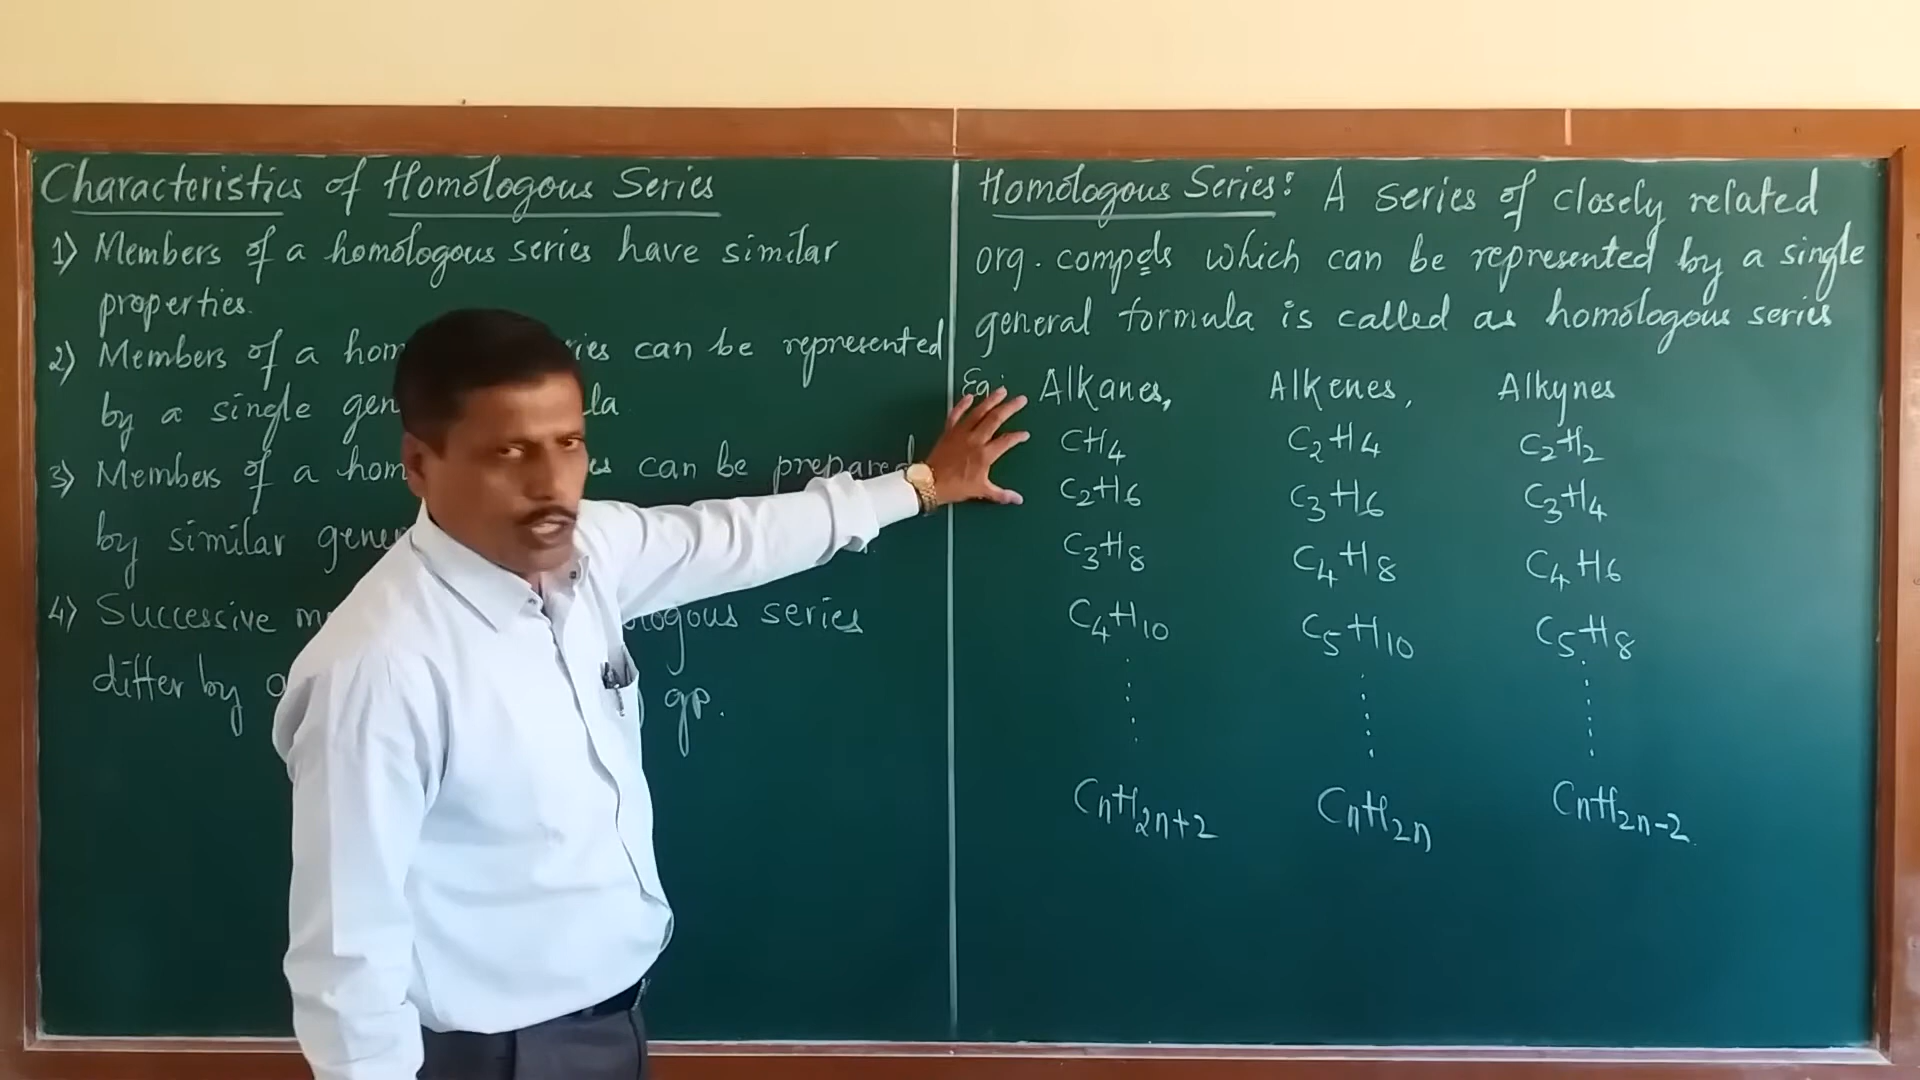 Characteristics of Homologous Series
1) Members of a homologous series have similar
properties.
2) Members of a hom ries can be represented
by a single gen la
3) Members of a hom es can be prepared
by similar gene
4) Successive m ologous series
differ by gp.
Homologous Series: A series of closely related
org. compds which can be represented by a single
general formula is called as homologous series
Eg: Alkanes, Alkenes, Alkynes
CH4 C2H4 C2H2
C2H6 C3H6 C3H4
C3H8 C4H8 C4H6
C4H10 C5H10 C5H8
CnH2n+2 CnH2n CnH2n-2